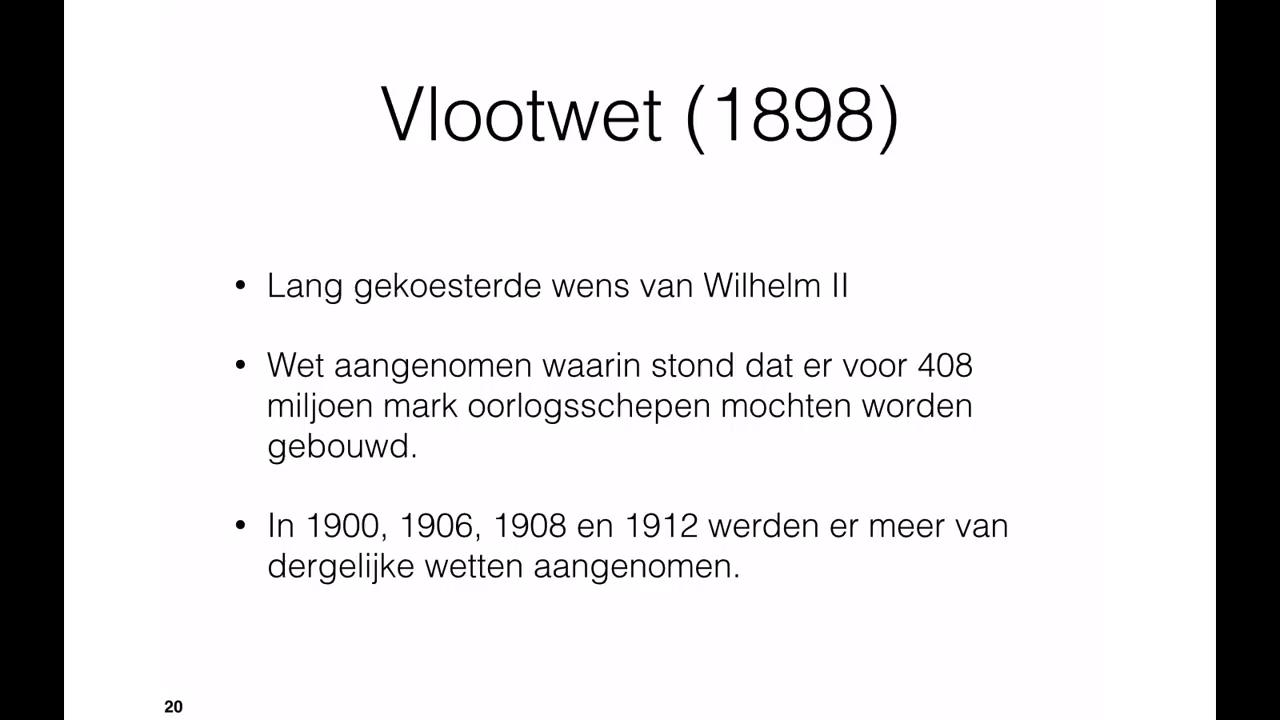 Vlootwet (1898)
• Lang gekoesterde wens van Wilhelm II
• Wet aangenomen waarin stond dat er voor 408
miljoen mark oorlogsschepen mochten worden
gebouwd.
• In 1900, 1906, 1908 en 1912 werden er meer van
dergelijke wetten aangenomen.
20